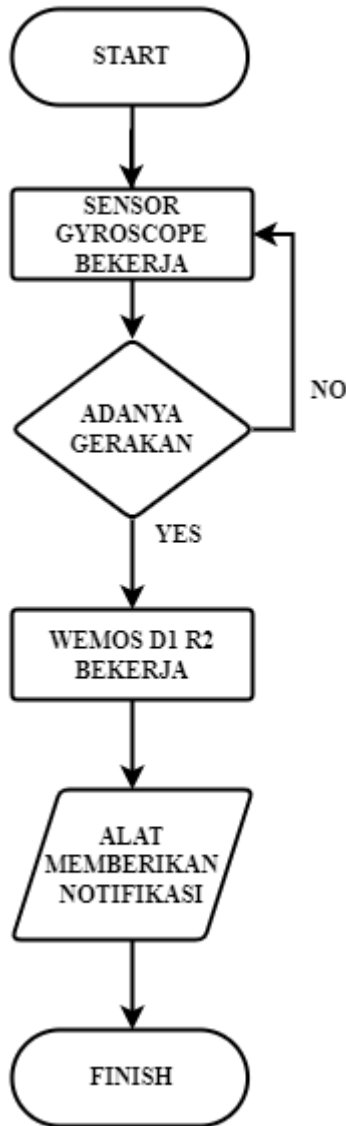 START
SENSOR
GYROSCOPE
BEKERJA
ADANYA
GERAKAN
NO
YES
WEMOS D1 R2
BEKERJA
ALAT
MEMBERIKAN
NOTIFIKASI
FINISH